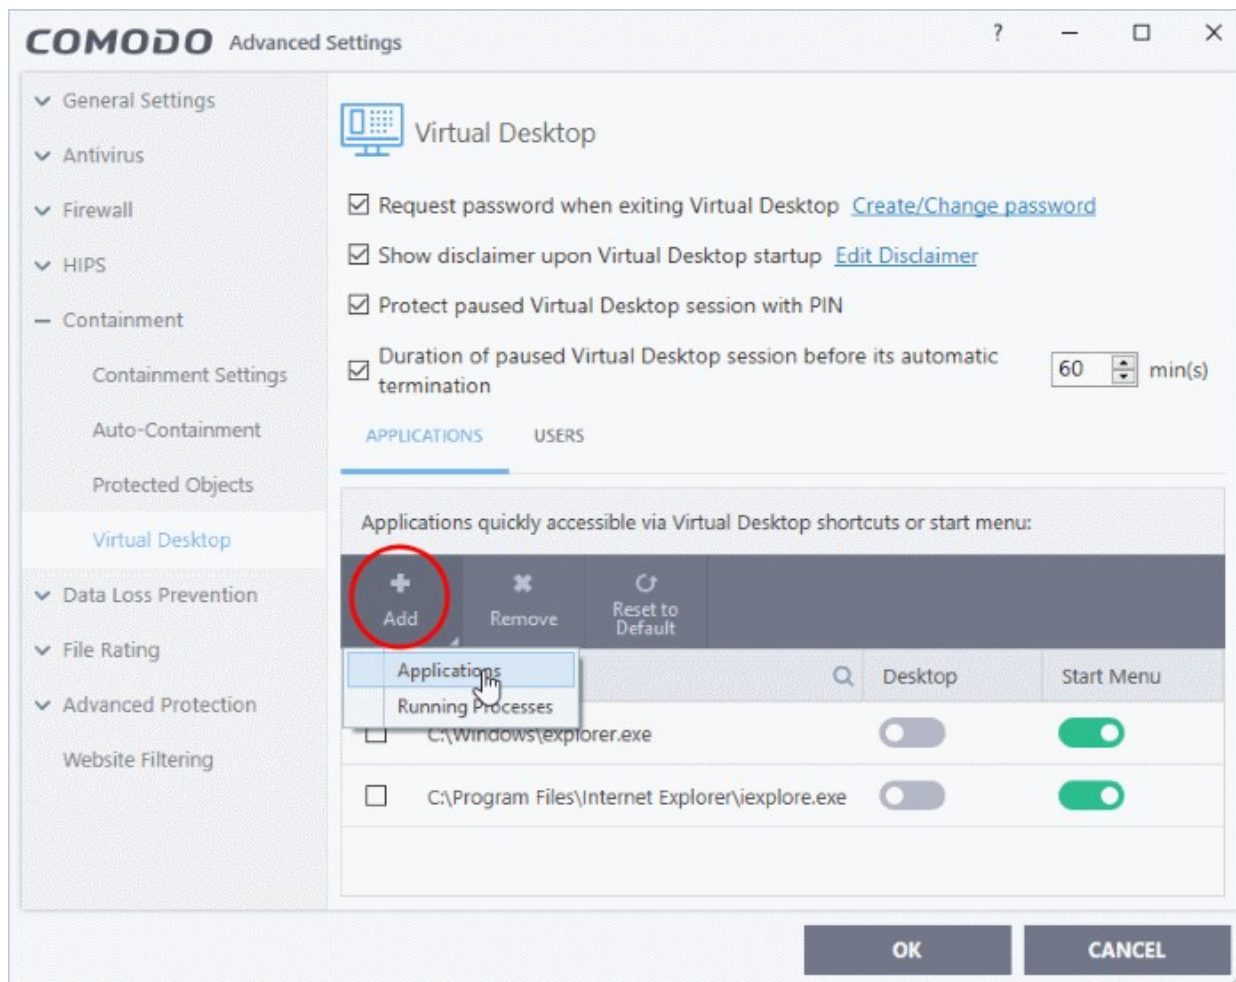 COMODO Advanced Settings ?
General Settings
Antivirus
Firewall
HIPS
Containment
Containment Settings
Auto-Containment
Protected Objects
Virtual Desktop
Data Loss Prevention
File Rating
Advanced Protection
Website Filtering
Virtual Desktop
Request password when exiting Virtual Desktop Create/Change password
Show disclaimer upon Virtual Desktop startup Edit Disclaimer
Protect paused Virtual Desktop session with PIN
Duration of paused Virtual Desktop session before its automatic
termination
60 min(s)
APPLICATIONS USERS
Applications quickly accessible via Virtual Desktop shortcuts or start menu:
Add Remove Reset to
Default
Applications
Running Processes
Desktop Start Menu
C:\Windows\explorer.exe
C:\Program Files\Internet Explorer\iexplore.exe
OK CANCEL